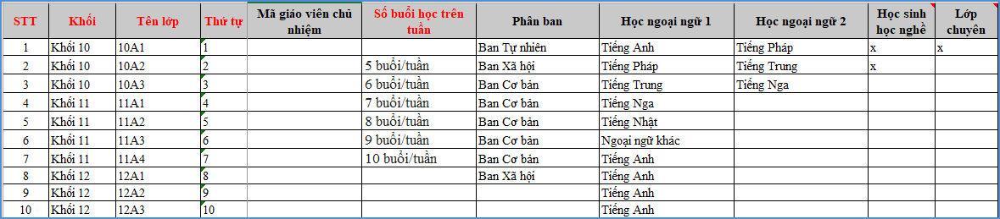 STT Khối Tên lớp Thứ tự Mã giáo viên chủ nhiệm Số buổi học trên tuần Phân ban Học ngoại ngữ 1 Học ngoại ngữ 2 Học sinh học nghề Lớp chuyên
1 Khối 10 10A1 1 Ban Tự nhiên Tiếng Anh Tiếng Pháp x x
2 Khối 10 10A2 2 5 buổi/tuần Ban Xã hội Tiếng Pháp Tiếng Trung x
3 Khối 10 10A3 3 6 buổi/tuần Ban Cơ bản Tiếng Trung Tiếng Nga
4 Khối 11 11A1 4 7 buổi/tuần Ban Cơ bản Tiếng Nga
5 Khối 11 11A2 5 8 buổi/tuần Ban Cơ bản Tiếng Nhật
6 Khối 11 11A3 6 9 buổi/tuần Ban Cơ bản Ngoại ngữ khác
7 Khối 11 11A4 7 10 buổi/tuần Ban Cơ bản Tiếng Anh
8 Khối 12 12A1 8 Ban Xã hội Tiếng Anh
9 Khối 12 12A2 9 Tiếng Anh
10 Khối 12 12A3 10 Tiếng Anh